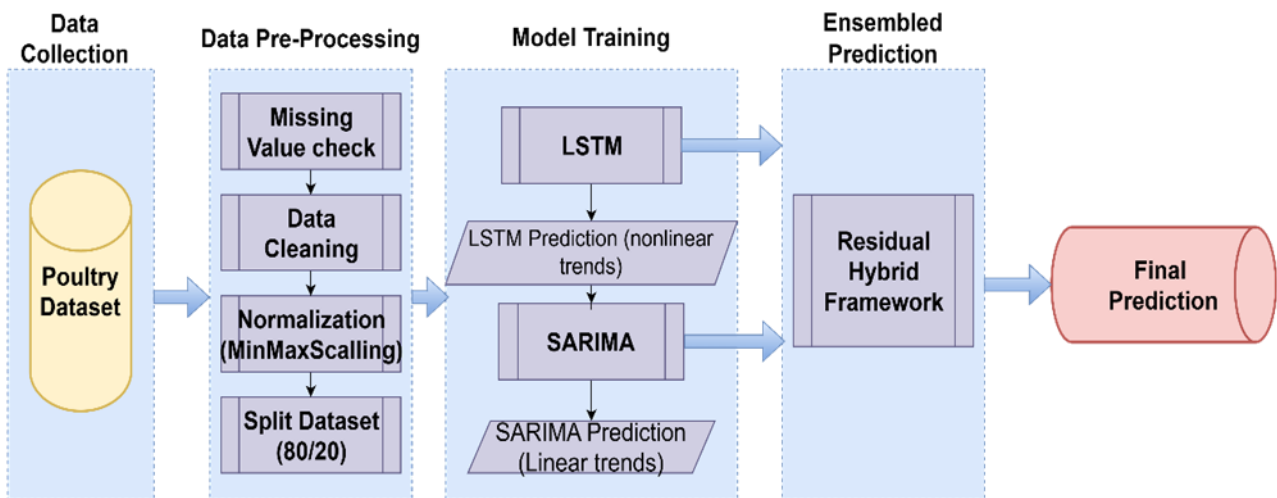 Data
Collection
Poultry
Dataset
Data Pre-Processing
Missing
Value check
Data
Cleaning
Normalization
(MinMaxScalling)
Split Dataset
(80/20)
Model Training
LSTM
LSTM Prediction (nonlinear
trends)
SARIMA
SARIMA Prediction
(Linear trends)
Ensembled
Prediction
Residual
Hybrid
Framework
Final
Prediction